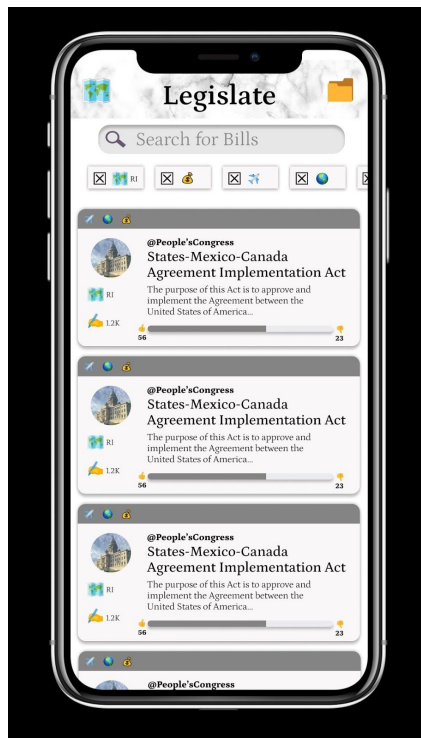 Legislate
Search for Bills
RI
@People'sCongress
States-Mexico-Canada
Agreement Implementation Act
The purpose of this Act is to approve and
implement the Agreement between the
United States of America...
RI
1.2K
56
23
@People'sCongress
States-Mexico-Canada
Agreement Implementation Act
The purpose of this Act is to approve and
implement the Agreement between the
United States of America...
RI
1.2K
56
23
@People'sCongress
States-Mexico-Canada
Agreement Implementation Act
The purpose of this Act is to approve and
implement the Agreement between the
United States of America...
RI
1.2K
56
23
@People'sCongress